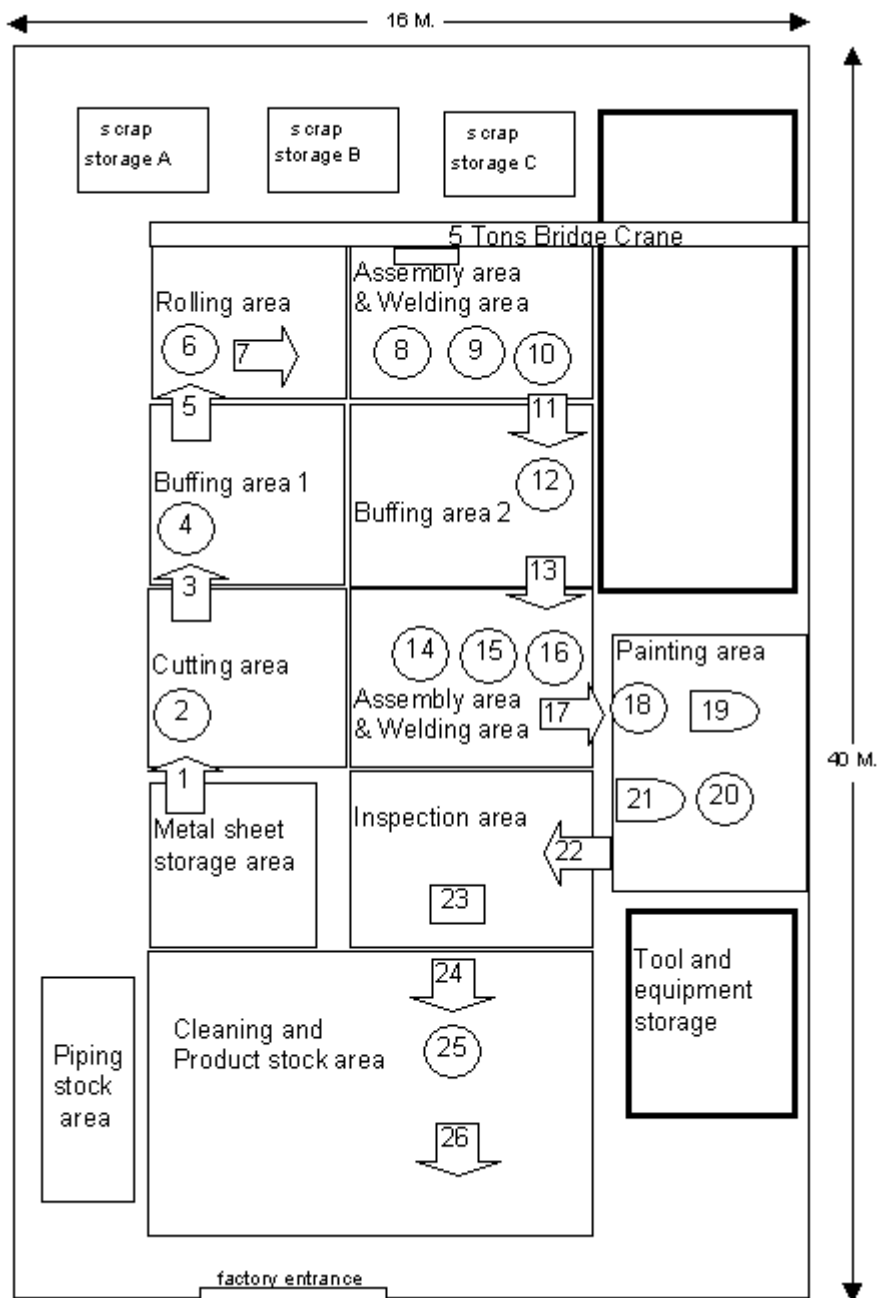 16 M.
scrap
storage A
scrap
storage B
scrap
storage C
5 Tons Bridge Crane
Rolling area
6
7
Assembly area
& Welding area
8
9
10
5
11
Buffing area 1
4
Buffing area 2
12
3
13
Cutting area
2
14
15
16
Assembly area
& Welding area
17
Painting area
18
19
21
20
40 M.
1
Metal sheet
storage area
Inspection area
22
23
Tool and
equipment
storage
24
Cleaning and
Product stock area
25
26
Piping
stock
area
factory entrance